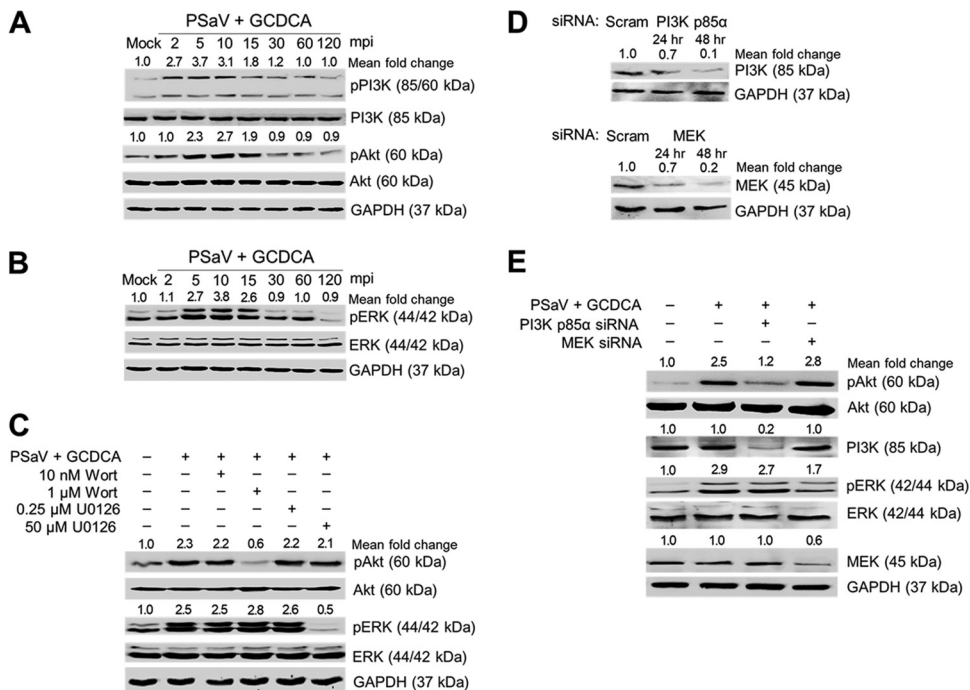 A
PSaV + GCDCA
Mock 2 5 10 15 30 60 120 mpi
1.0 2.7 3.7 3.1 1.8 1.2 1.0 1.0 Mean fold change
pPI3K (85/60 kDa)
PI3K (85 kDa)
1.0 1.0 2.3 2.7 1.9 0.9 0.9 0.9
pAkt (60 kDa)
Akt (60 kDa)
GAPDH (37 kDa)
B
PSaV + GCDCA
Mock 2 5 10 15 30 60 120 mpi
1.0 1.1 2.7 3.8 2.6 0.9 1.0 0.9 Mean fold change
pERK (44/42 kDa)
ERK (44/42 kDa)
GAPDH (37 kDa)
C
PSaV + GCDCA – + + + + +
10 nM Wort – – + – – –
1 µM Wort – – – + – –
0.25 µM U0126 – – – – + –
50 µM U0126 – – – – – +
1.0 2.3 2.2 0.6 2.2 2.1 Mean fold change
pAkt (60 kDa)
Akt (60 kDa)
1.0 2.5 2.5 2.8 2.6 0.5
pERK (44/42 kDa)
ERK (44/42 kDa)
GAPDH (37 kDa)
D
siRNA: Scram PI3K p85α
24 hr 48 hr
1.0 0.7 0.1 Mean fold change
PI3K (85 kDa)
GAPDH (37 kDa)
siRNA: Scram MEK
24 hr 48 hr
1.0 0.7 0.2 Mean fold change
MEK (45 kDa)
GAPDH (37 kDa)
E
PSaV + GCDCA – + + +
PI3K p85α siRNA – – + –
MEK siRNA – – – +
1.0 2.5 1.2 2.8 Mean fold change
pAkt (60 kDa)
Akt (60 kDa)
1.0 1.0 0.2 1.0
PI3K (85 kDa)
1.0 2.9 2.7 1.7
pERK (42/44 kDa)
ERK (42/44 kDa)
1.0 1.0 1.0 0.6
MEK (45 kDa)
GAPDH (37 kDa)